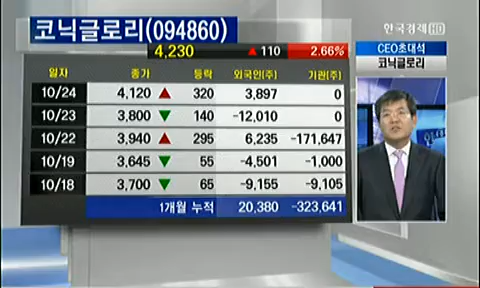 코닉글로리(094860)
4,230 ▲ 110 2.66%
일자 종가 등락 외국인(주) 기관(주)
10/24 4,120 ▲ 320 3,897 0
10/23 3,800 ▼ 140 -12,010 0
10/22 3,940 ▲ 295 6,235 -171,647
10/19 3,645 ▼ 55 -4,501 -1,000
10/18 3,700 ▼ 65 -9,155 -9,105
1개월 누적 20,380 -323,641
한국경제HD
CEO초대석
코닉글로리